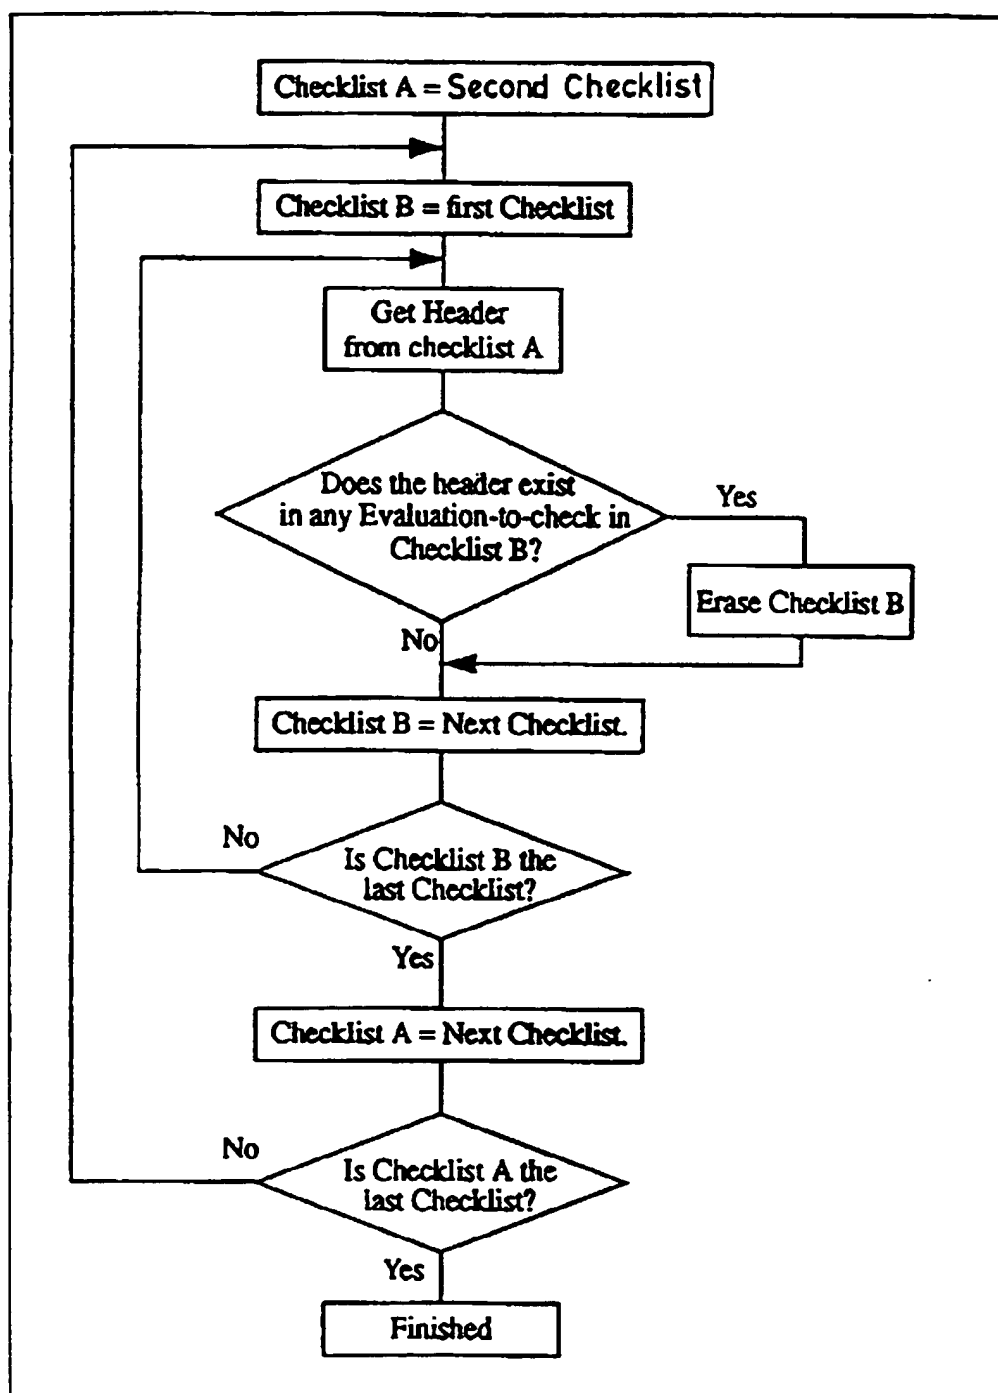 Checklist A = Second Checklist
Checklist B = first Checklist
Get Header
from checklist A
Does the header exist
in any Evaluation-to-check in
Checklist B?
Yes
Erase Checklist B
No
Checklist B = Next Checklist.
No
Is Checklist B the
last Checklist?
Yes
Checklist A = Next Checklist.
No
Is Checklist A the
last Checklist?
Yes
Finished